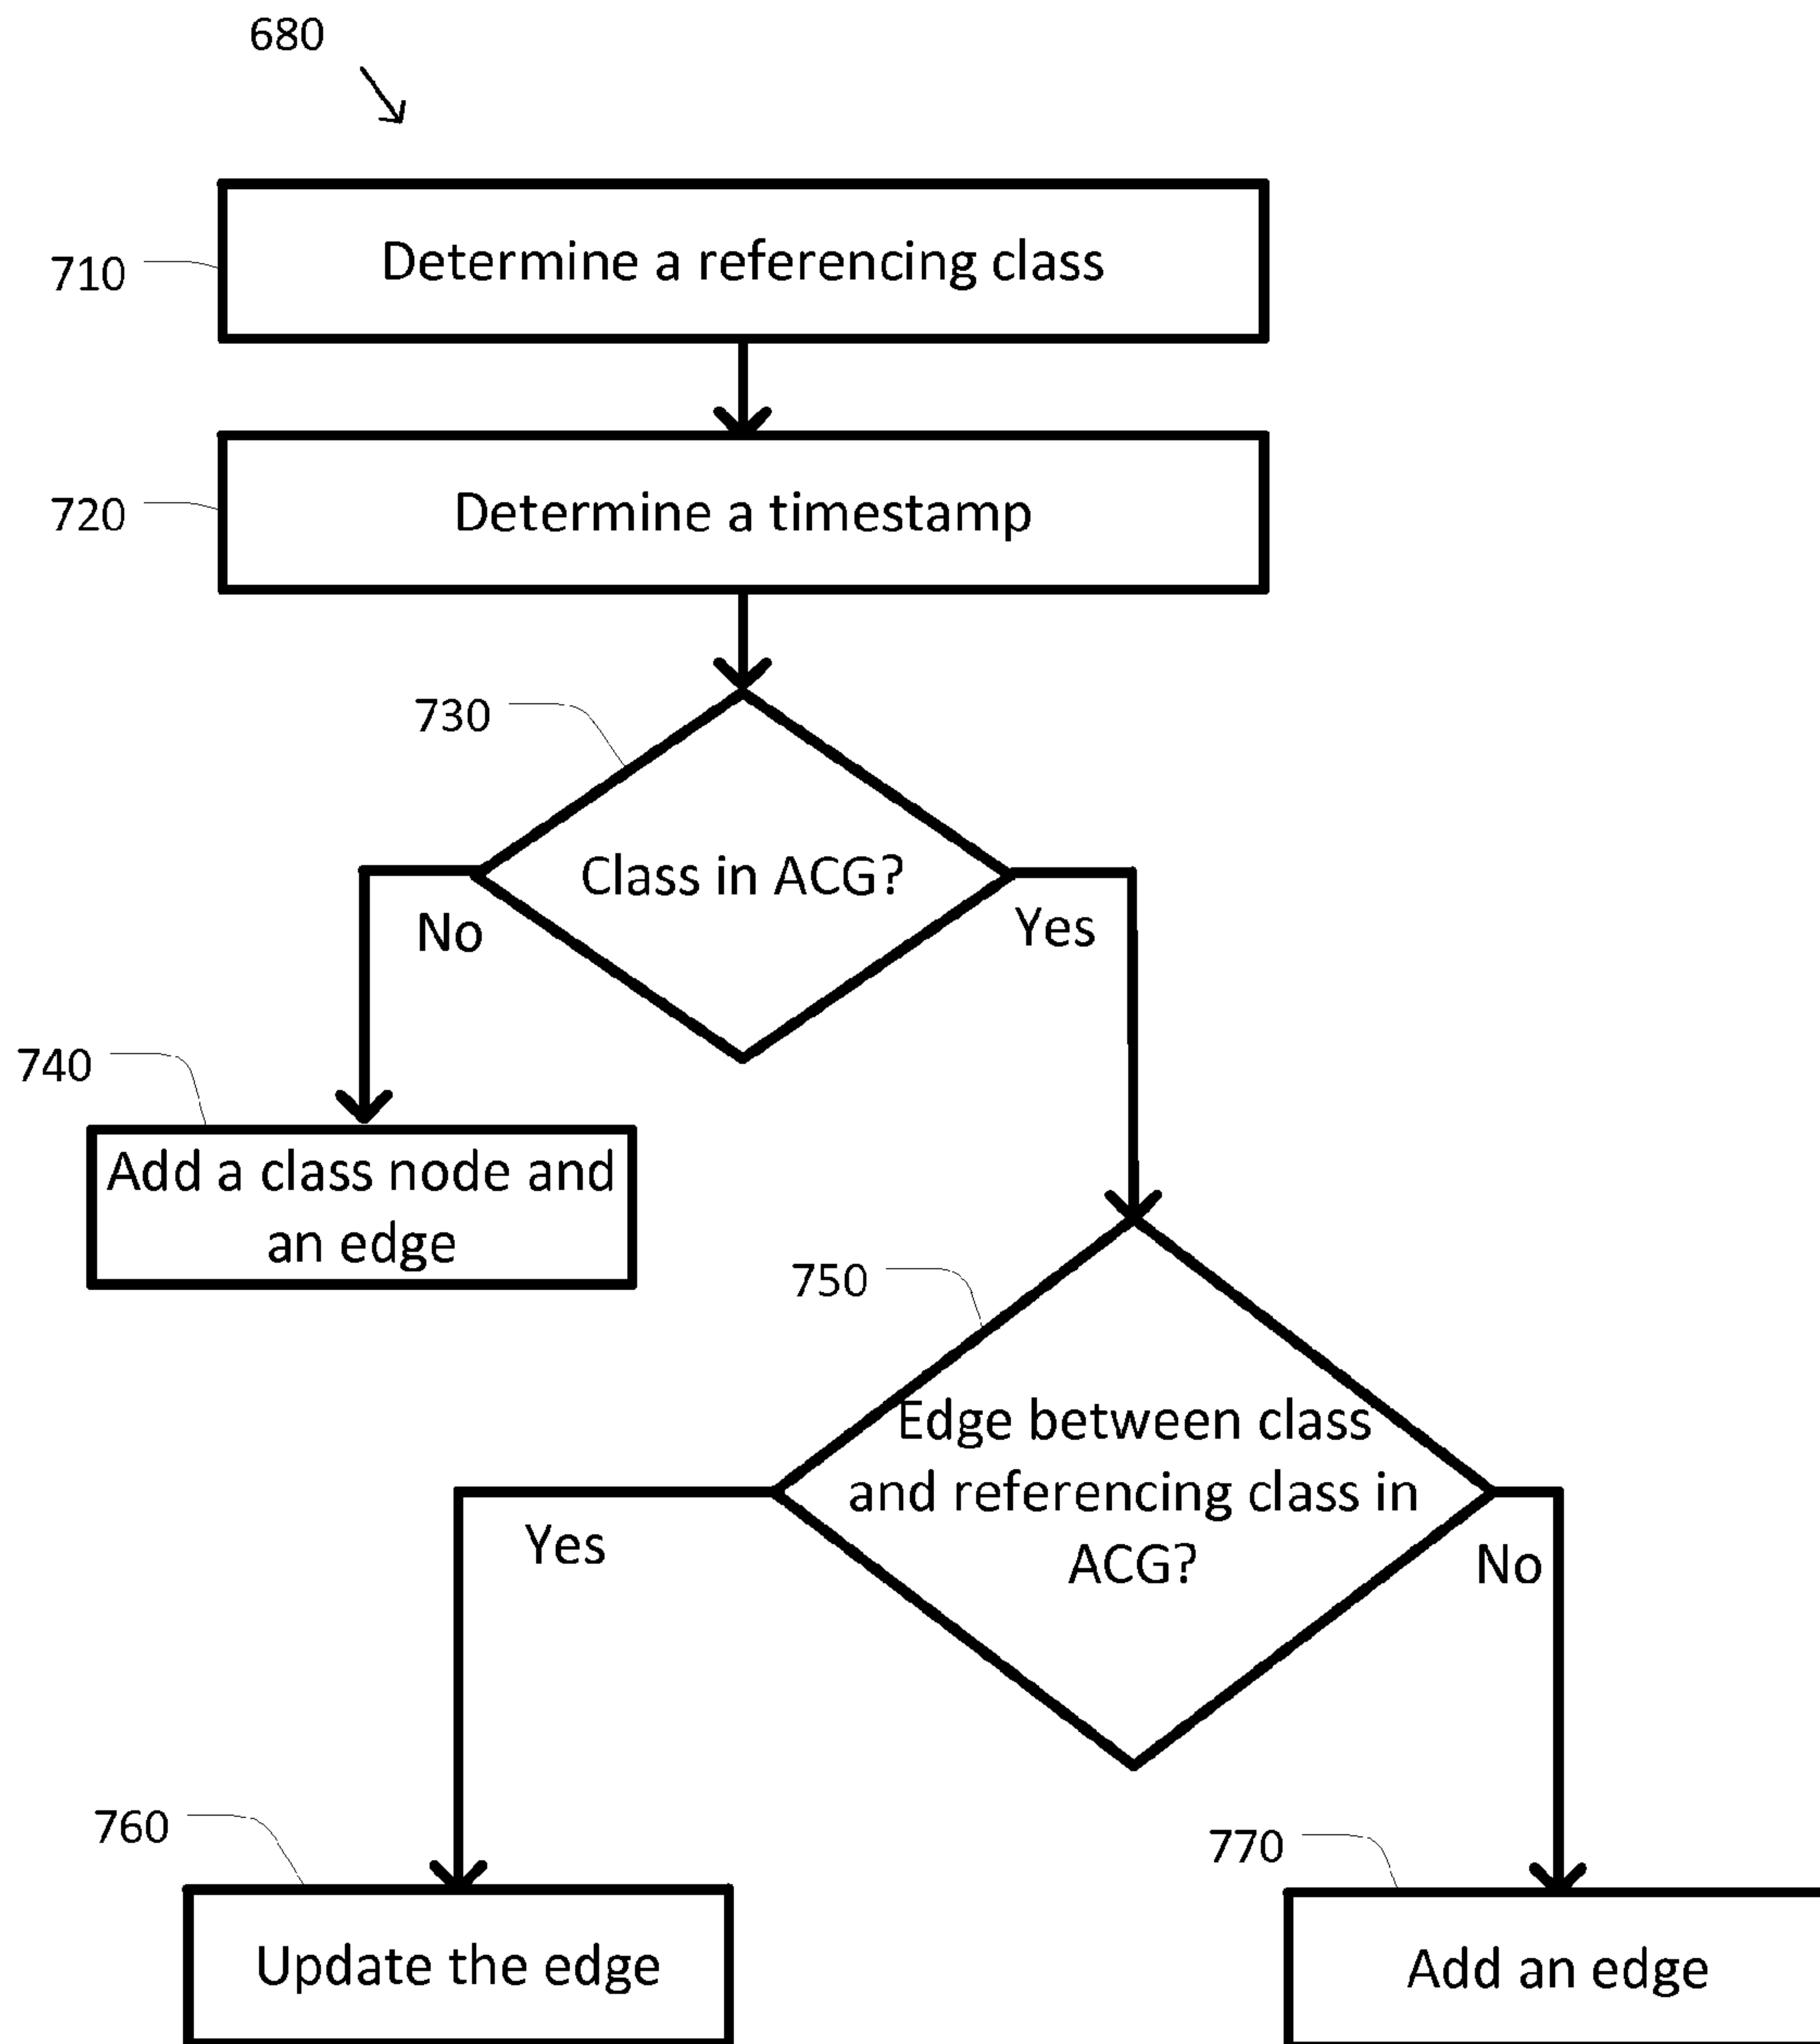 680
710
Determine a referencing class
720
Determine a timestamp
730
Class in ACG?
No
Yes
740
Add a class node and
an edge
750
Edge between class
and referencing class in
ACG?
Yes
No
760
Update the edge
770
Add an edge